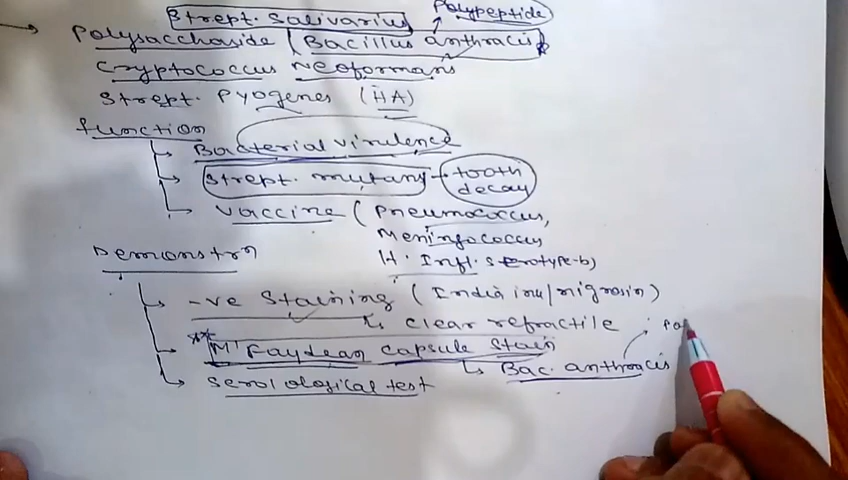 Strept. Salivarius
Polypeptide
Polysaccharide (Bacillus anthracis
Cryptococcus Neoformans
Strept. Pyogenes (HA)
function
Bacterial virulence
Strept. mutans → tooth decay
Vaccine (Pneumococcus,
Meningococcus
H. Infl. Serotype-b)
Demonstrn
-ve Staining (India ink/nigrosin)
clear refractile
M' Faydean Capsule Stain
Bac. anthracis
Serological test